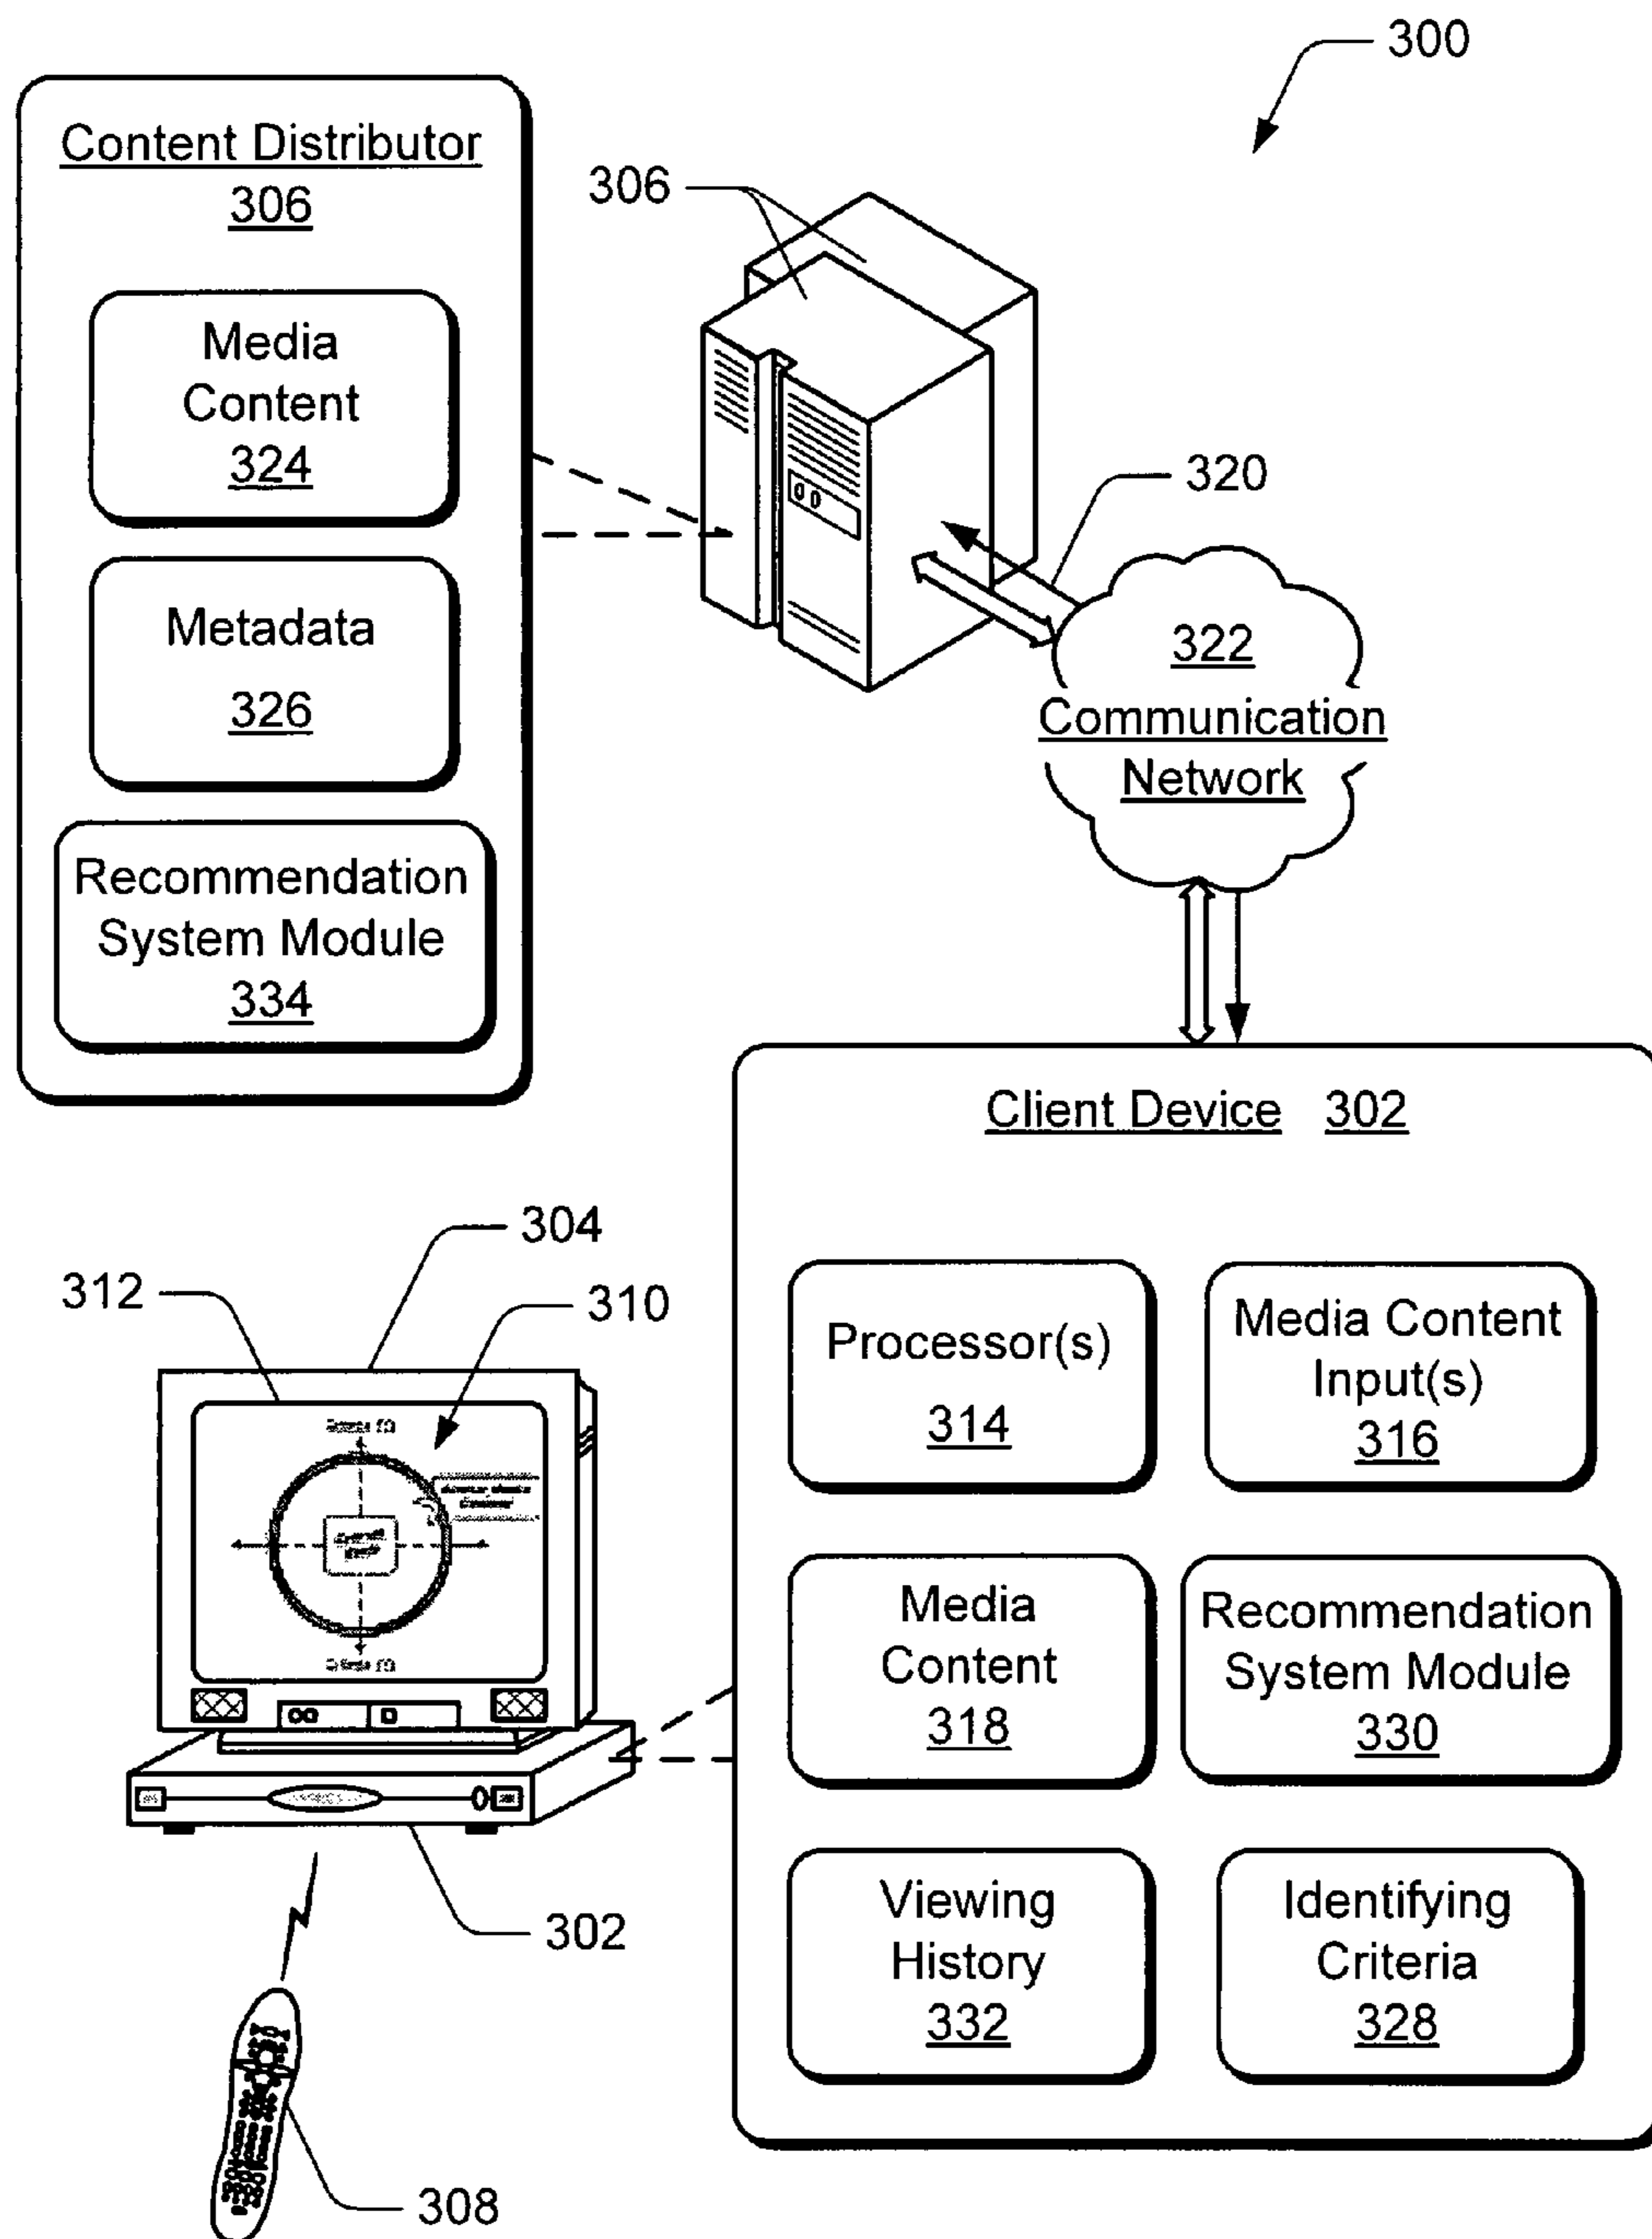 300
Content Distributor
306
Media
Content
324
Metadata
326
Recommendation
System Module
334
306
320
322
Communication
Network
Client Device 302
Processor(s)
314
Media Content
Input(s)
316
Media
Content
318
Recommendation
System Module
330
Viewing
History
332
Identifying
Criteria
328
304
312
310
302
308